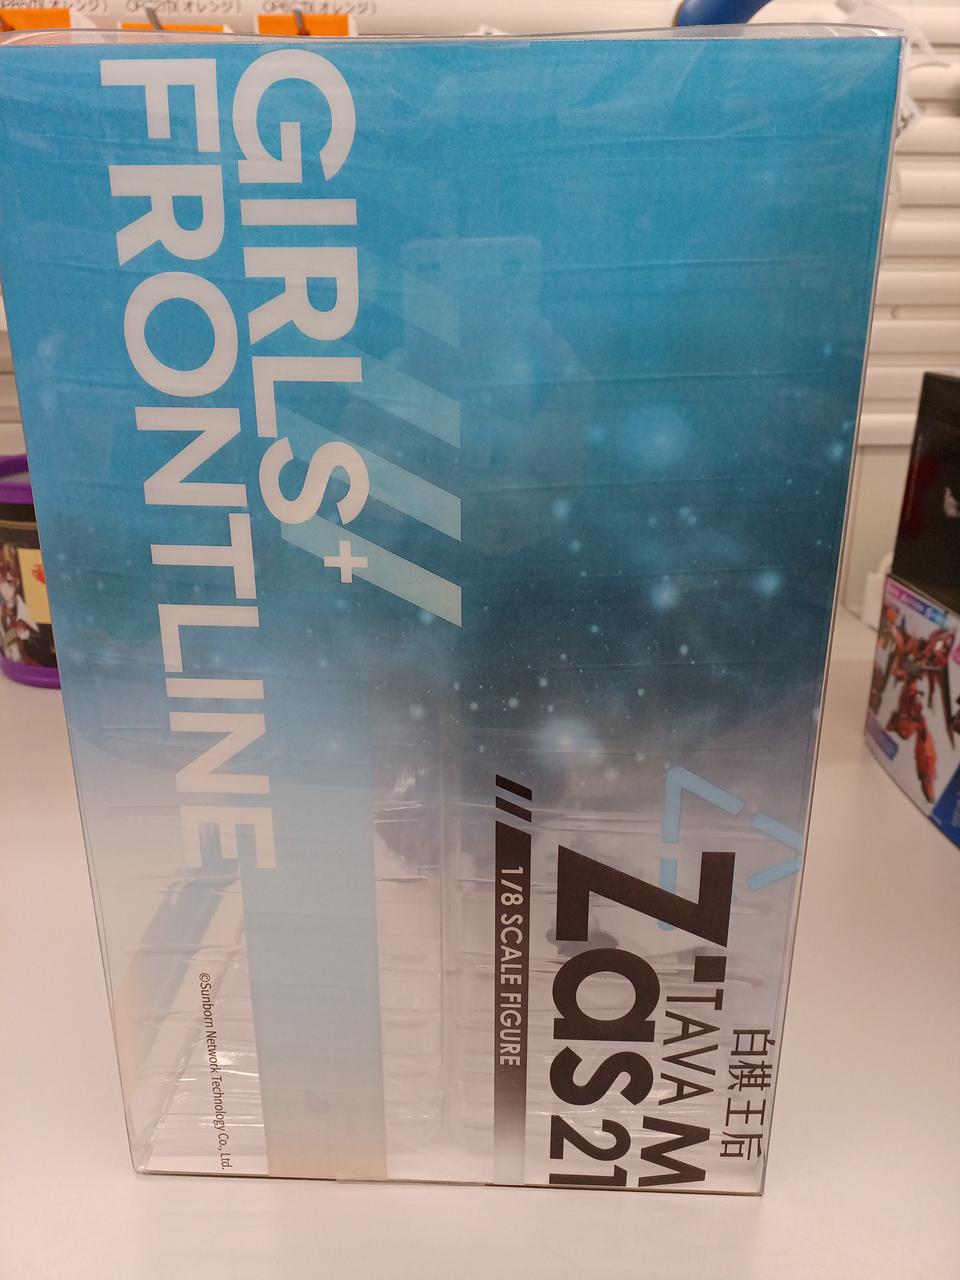 GIRLS+
FRONTLINE
白棋王后
TAVA M
Zas 21
1/8 SCALE FIGURE
©Sunborn Network Technology Co., Ltd.